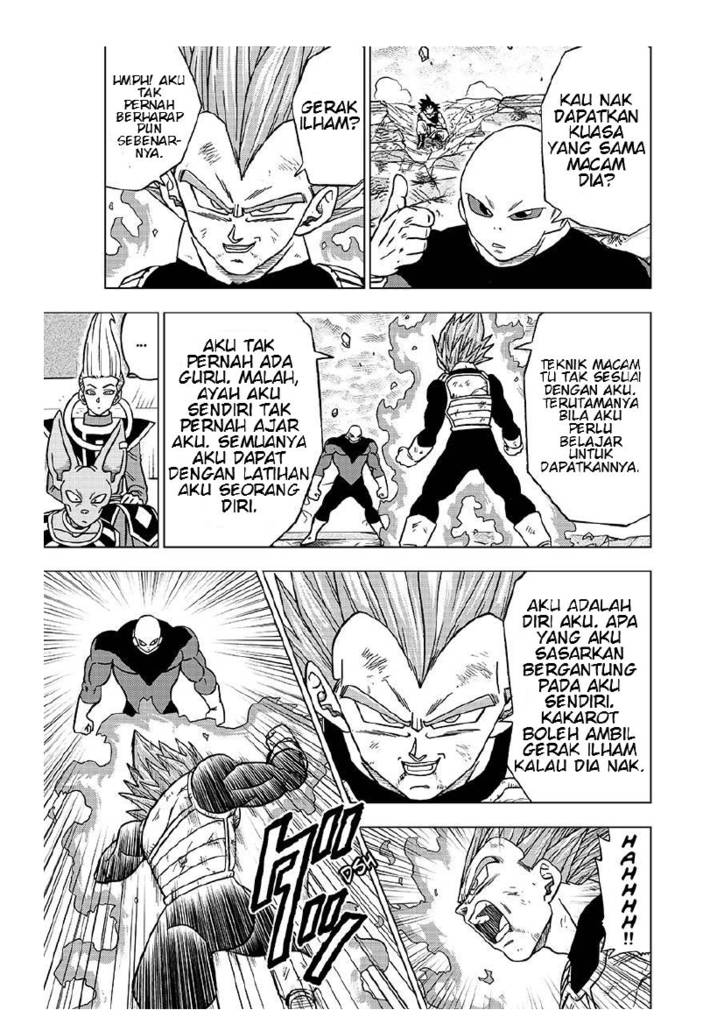 KAU NAK
DAPATKAN
KUASA
YANG SAMA
MACAM
DIA?
GERAK
ILHAM?
HMPH! AKU
TAK
PERNAH
BERHARAP
PUN
SEBENAR-
NYA.
TEKNIK MACAM
TU TAK SESUAI
DENGAN AKU.
TERUTAMANYA
BILA AKU
PERLU
BELAJAR
UNTUK
DAPATKANNYA.
AKU TAK
PERNAH ADA
GURU. MALAH,
AYAH AKU
SENDIRI TAK
PERNAH AJAR
AKU. SEMUANYA
AKU DAPAT
DENGAN LATIHAN
AKU SEORANG
DIRI.
...
AKU ADALAH
DIRI AKU. APA
YANG AKU
SASARKAN
BERGANTUNG
PADA AKU
SENDIRI.
KAKAROT
BOLEH AMBIL
GERAK ILHAM
KALAU DIA NAK.
DSH
HAHHHH!!